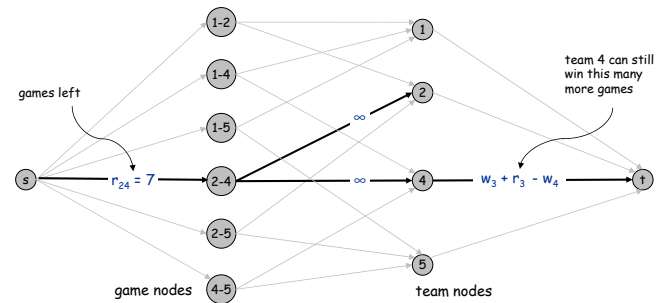 1-2
1
1-4
team 4 can still
win this many
more games
games left
2
∞
1-5
s
r24 = 7
2-4
∞
4
w3 + r3 - w4
t
2-5
5
4-5
game nodes
team nodes